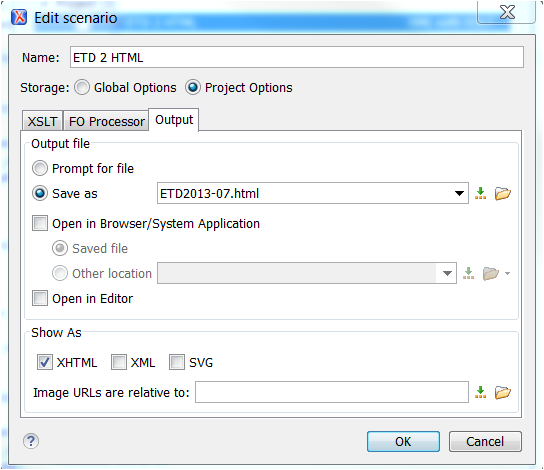 Edit scenario
Name: ETD 2 HTML
Storage: Global Options Project Options
XSLT FO Processor Output
Output file
Prompt for file
Save as ETD2013-07.html
Open in Browser/System Application
Saved file
Other location
Open in Editor
Show As
XHTML XML SVG
Image URLs are relative to:
? OK Cancel